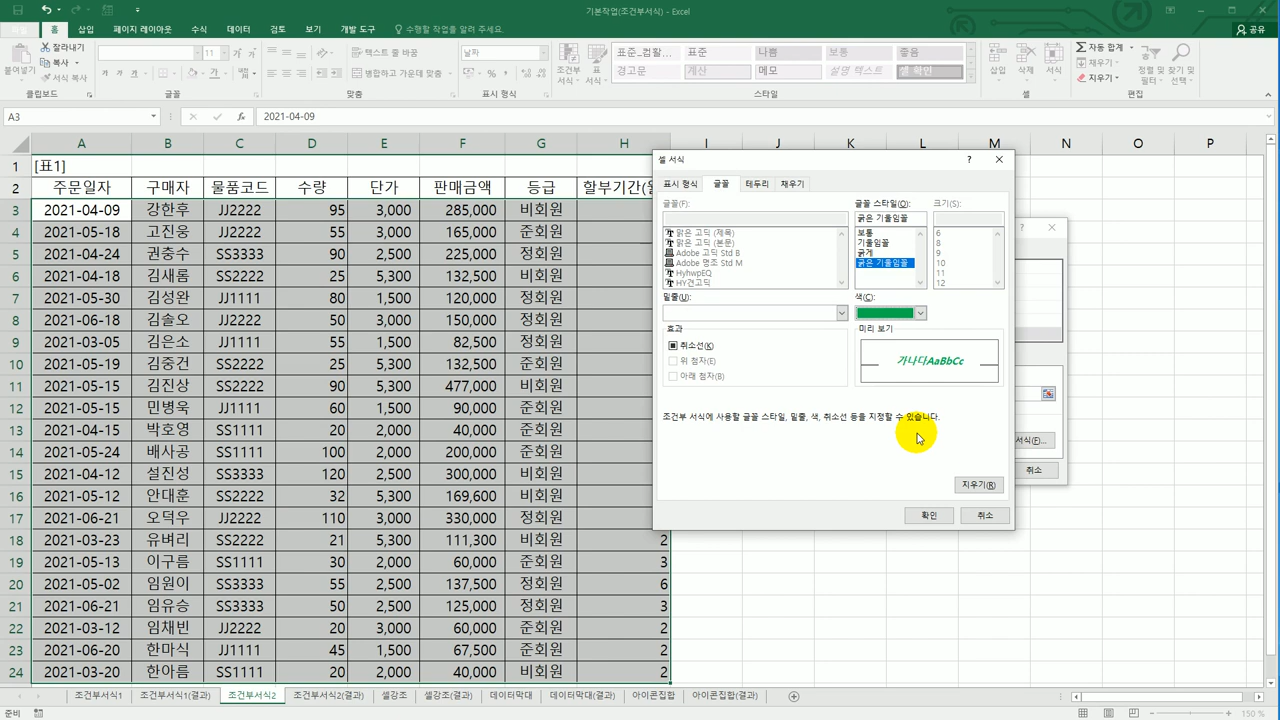 기본작업(조건부서식) - Excel
파일 홈 삽입 페이지 레이아웃 수식 데이터 검토 보기 개발 도구 수행할 작업을 알려 주세요. 공유
붙여넣기 잘라내기 복사 서식 복사
11
텍스트 줄 바꿈 병합하고 가운데 맞춤
날짜
조건부 서식 표 서식
표준_컴활... 표준 나쁨 보통 좋음
경고문 계산 메모 설명 텍스트 셀 확인
삽입 삭제 서식
자동 합계 채우기 지우기 정렬 및 필터 찾기 및 선택
클립보드 글꼴 맞춤 표시 형식 스타일 셀 편집
A3 2021-04-09
A B C D E F G H I J K L M N O P
1 [표1]
2 주문일자 구매자 물품코드 수량 단가 판매금액 등급 할부기간(월
3 2021-04-09 강한후 JJ2222 95 3,000 285,000 비회원
4 2021-05-18 고진웅 JJ2222 55 3,000 165,000 준회원
5 2021-05-18 권충수 SS3333 90 2,500 225,000 정회원
6 2021-04-18 김새롬 SS2222 25 5,300 132,500 비회원
7 2021-05-30 김성완 JJ1111 80 1,500 120,000 정회원
8 2021-06-18 김솔오 JJ2222 50 3,000 150,000 준회원
9 2021-03-05 김은소 JJ1111 55 1,500 82,500 정회원
10 2021-05-19 김중건 SS2222 25 5,300 132,500 준회원
11 2021-05-15 김진상 SS2222 90 5,300 477,000 비회원
12 2021-05-12 민병욱 JJ1111 60 1,500 90,000 준회원
13 2021-04-15 박호영 SS1111 20 2,000 40,000 준회원
14 2021-06-22 배사공 SS1111 100 2,000 200,000 준회원
15 2021-04-12 설진성 SS3333 120 2,500 300,000 비회원
16 2021-05-12 안대훈 SS2222 32 5,300 169,600 비회원
17 2021-06-21 오덕우 JJ2222 110 3,000 330,000 정회원
18 2021-03-23 유벼리 SS2222 21 5,300 111,300 비회원 2
19 2021-05-13 이구름 SS1111 30 2,000 60,000 준회원 3
20 2021-05-02 임원이 SS3333 55 2,500 137,500 정회원 6
21 2021-06-21 임유승 SS3333 50 2,500 125,000 정회원 3
22 2021-03-12 임채빈 JJ2222 20 3,000 60,000 준회원 2
23 2021-06-20 한마식 JJ1111 45 1,500 67,500 준회원 2
24 2021-03-20 한아름 SS1111 20 2,000 40,000 비회원 2
셀 서식 ?
표시 형식 글꼴 테두리 채우기
글꼴(F): 글꼴 스타일(O): 크기(S):
굵은 기울임꼴
맑은 고딕 (제목) 보통 6
맑은 고딕 (본문) 기울임꼴 8
Adobe 고딕 Std B 굵게 9
Adobe 명조 Std M 굵은 기울임꼴 10
HyhwpEQ 11
HY견고딕 12
밑줄(U): 색(C):
효과 미리 보기
취소선(K)
위 첨자(E)
아래 첨자(B)
가나다AaBbCc
조건부 서식에 사용할 글꼴 스타일, 밑줄, 색, 취소선 등을 지정할 수 있습니다.
지우기(R)
확인 취소
?
서식(F)...
취소
조건부서식1 조건부서식1(결과) 조건부서식2 조건부서식2(결과) 셀강조 셀강조(결과) 데이터막대 데이터막대(결과) 아이콘집합 아이콘집합(결과)
준비 150 %